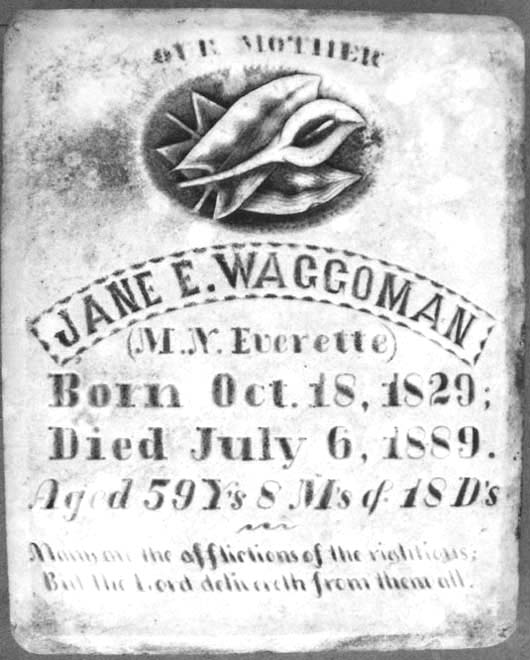 OUR MOTHER
JANE E. WAGGOMAN
(M. N. Everette)
Born Oct. 18, 1829;
Died July 6, 1889.
Aged 59 Y's 8 M's & 18 D's
Many are the afflictions of the rightious;
But the Lord delivereth from them all.